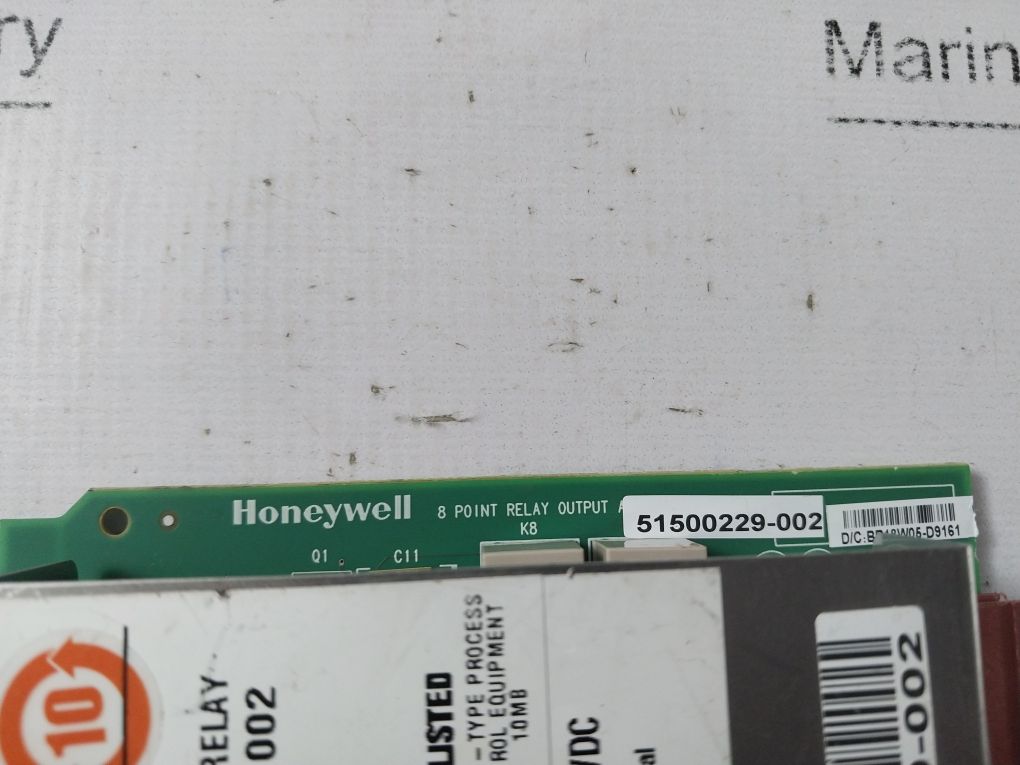 ry
Marin
Honeywell
8 POINT RELAY OUTPUT A
51500229-002
K8
Q1
C11
10
RELAY
002
LISTED
-TYPE PROCESS
ROL EQUIPMENT
10MB
VDC
al
-002